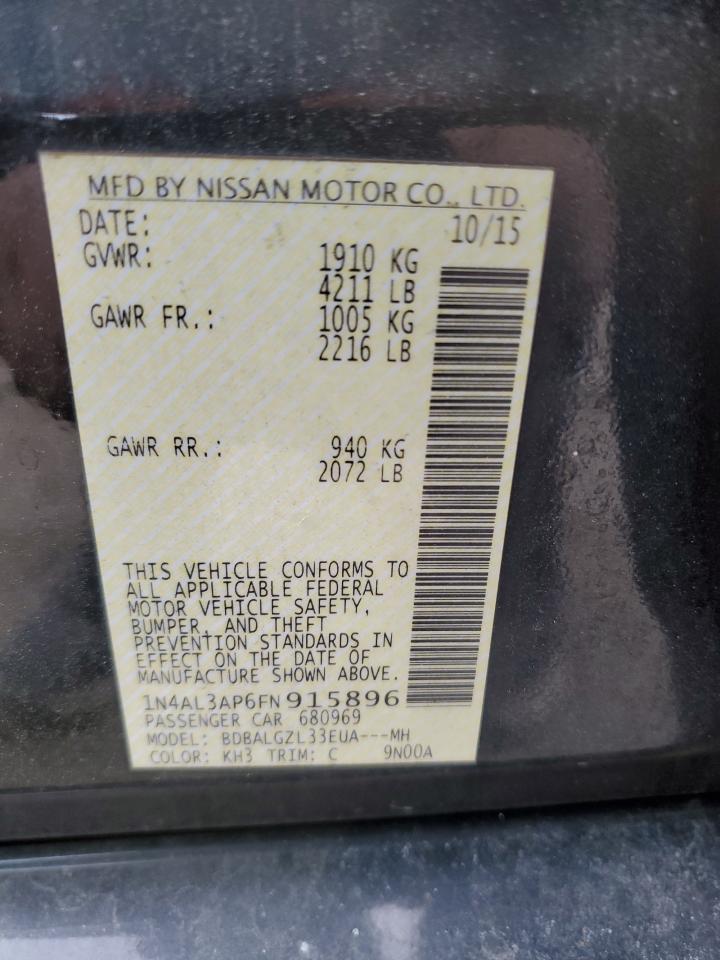 MFD BY NISSAN MOTOR CO., LTD.
DATE: 10/15
GVWR: 1910 KG
4211 LB
GAWR FR.: 1005 KG
2216 LB
GAWR RR.: 940 KG
2072 LB
THIS VEHICLE CONFORMS TO
ALL APPLICABLE FEDERAL
MOTOR VEHICLE SAFETY,
BUMPER, AND THEFT
PREVENTION STANDARDS IN
EFFECT ON THE DATE OF
MANUFACTURE SHOWN ABOVE.
1N4AL3AP6FN915896
PASSENGER CAR 680969
MODEL: BDBALGZL33EUA---MH
COLOR: KH3 TRIM: C 9N00A